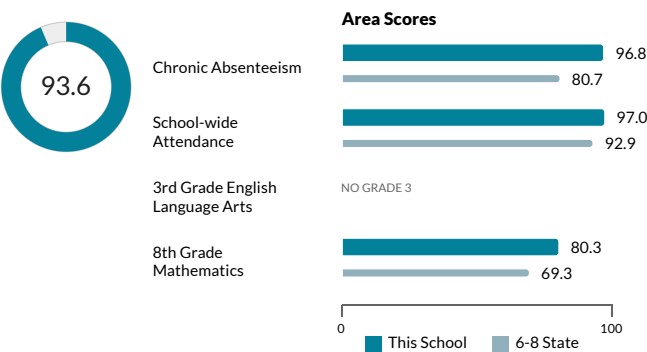 Area Scores
93.6
Chronic Absenteeism
96.8
80.7
School-wide
Attendance
97.0
92.9
3rd Grade English
Language Arts
NO GRADE 3
8th Grade
Mathematics
80.3
69.3
0
100
This School
6-8 State